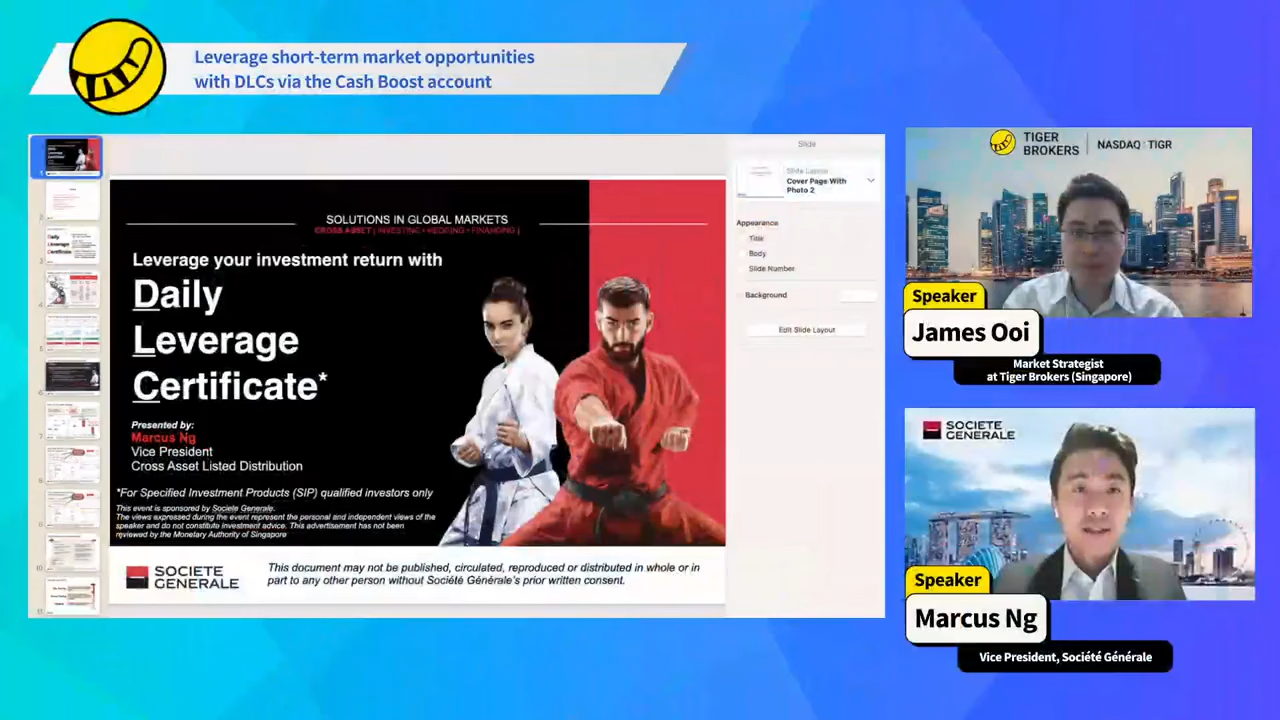 Leverage short-term market opportunities
with DLCs via the Cash Boost account
Slide
Slide Layout
Cover Page With
Photo 2
Appearance
Title
Body
Slide Number
Background
Edit Slide Layout
SOLUTIONS IN GLOBAL MARKETS
CROSS ASSET | INVESTING • HEDGING • FINANCING |
Leverage your investment return with
Daily
Leverage
Certificate*
Presented by:
Marcus Ng
Vice President
Cross Asset Listed Distribution
*For Specified Investment Products (SIP) qualified investors only
This event is sponsored by Societe Generale.
The views expressed during the event represent the personal and independent views of the
speaker and do not constitute investment advice. This advertisement has not been
reviewed by the Monetary Authority of Singapore
SOCIETE
GENERALE
This document may not be published, circulated, reproduced or distributed in whole or in
part to any other person without Société Générale's prior written consent.
TIGER
BROKERS
NASDAQ: TIGR
Speaker
James Ooi
Market Strategist
at Tiger Brokers (Singapore)
SOCIETE
GENERALE
Speaker
Marcus Ng
Vice President, Société Générale